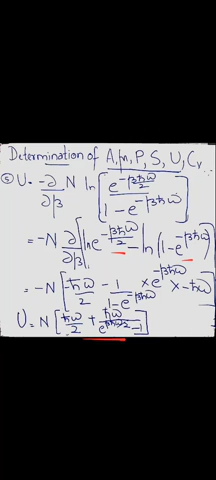 Determination of A, μ, P, S, U, Cᵥ
⑤ U = -∂/∂β N ln [ e^(-βħω/2) / (1 - e^(-βħω)) ]
= -N ∂/∂β [ ln e^(-βħω/2) - ln (1 - e^(-βħω)) ]
= -N [ -ħω/2 - 1/(1 - e^(-βħω)) × e^(-βħω) × -ħω ]
U = N [ ħω/2 + ħω/(e^(βħω/2) - 1) ]